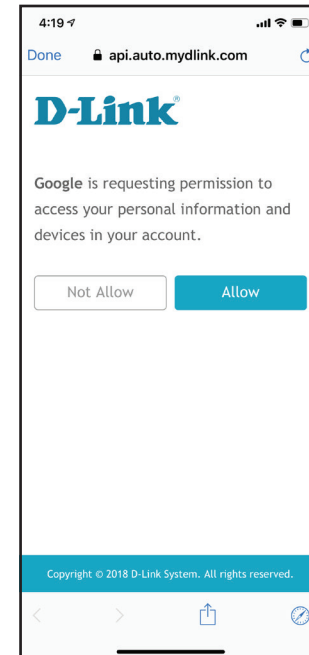 4:19
Done api.auto.mydlink.com
D-Link®
Google is requesting permission to
access your personal information and
devices in your account.
Not Allow Allow
Copyright © 2018 D-Link System. All rights reserved.